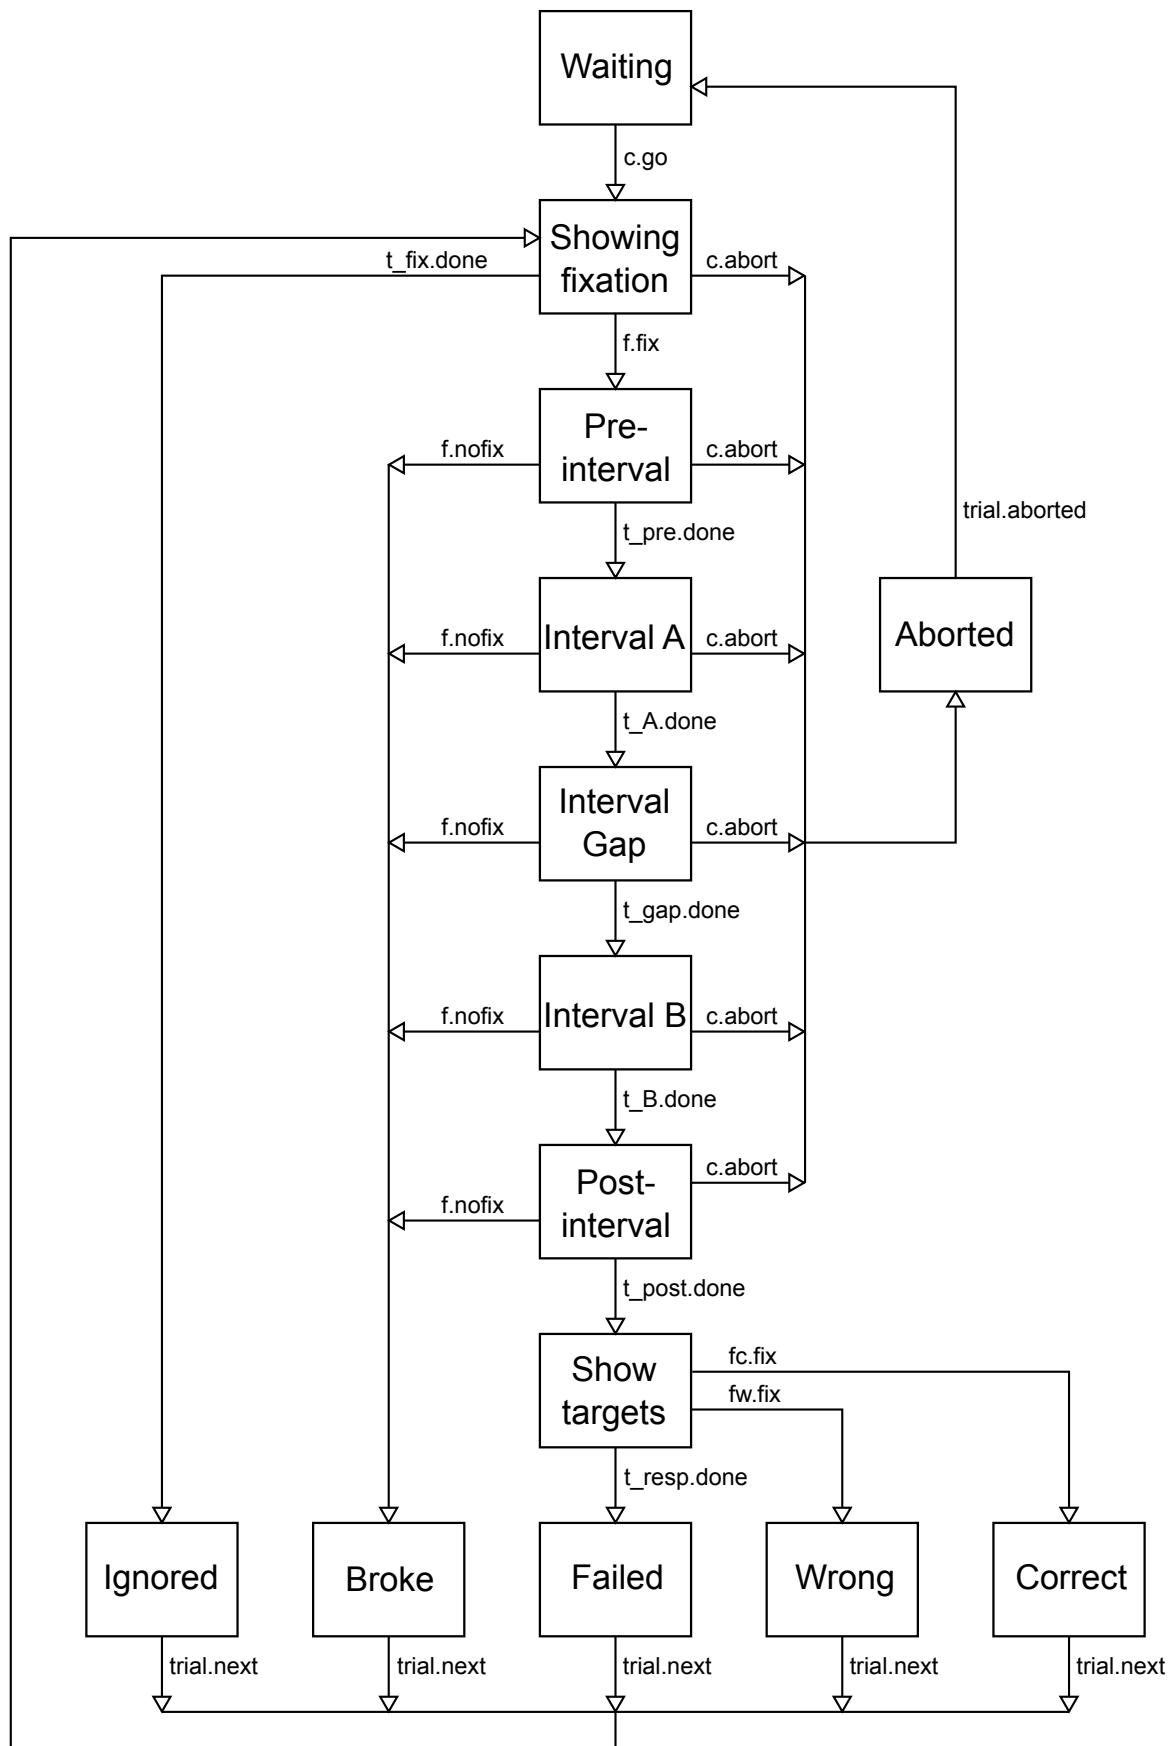 Waiting
c.go
Showing
fixation
t_fix.done
c.abort
f.fix
Pre-
interval
f.nofix
c.abort
t_pre.done
trial.aborted
Interval A
f.nofix
c.abort
Aborted
t_A.done
Interval
Gap
f.nofix
c.abort
t_gap.done
Interval B
f.nofix
c.abort
t_B.done
Post-
interval
c.abort
f.nofix
t_post.done
Show
targets
fc.fix
fw.fix
t_resp.done
Ignored
Broke
Failed
Wrong
Correct
trial.next
trial.next
trial.next
trial.next
trial.next